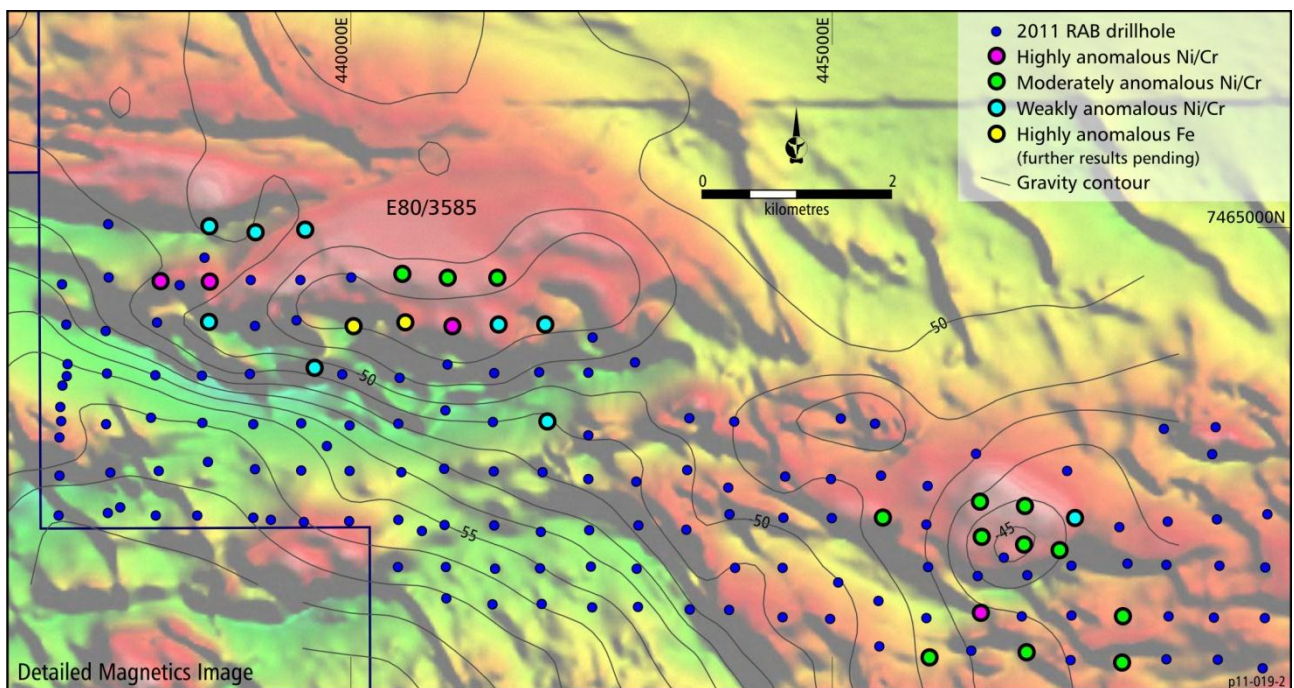 440000E
445000E
2011 RAB drillhole
Highly anomalous Ni/Cr
Moderately anomalous Ni/Cr
Weakly anomalous Ni/Cr
Highly anomalous Fe
(further results pending)
Gravity contour
0 2
kilometres
E80/3585
7465000N
-50
-50
-50
-45
-55
Detailed Magnetics Image
p11-019-2